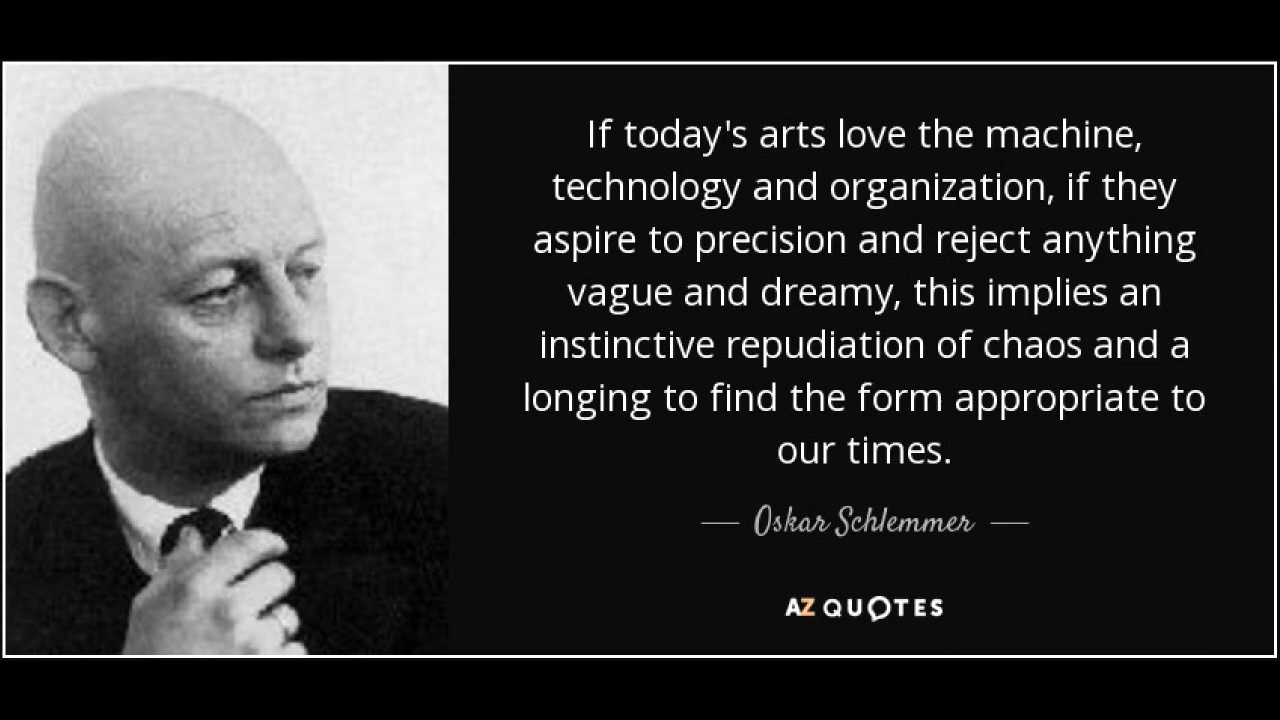 If today's arts love the machine,
technology and organization, if they
aspire to precision and reject anything
vague and dreamy, this implies an
instinctive repudiation of chaos and a
longing to find the form appropriate to
our times.
Oskar Schlemmer
AZ QUOTES